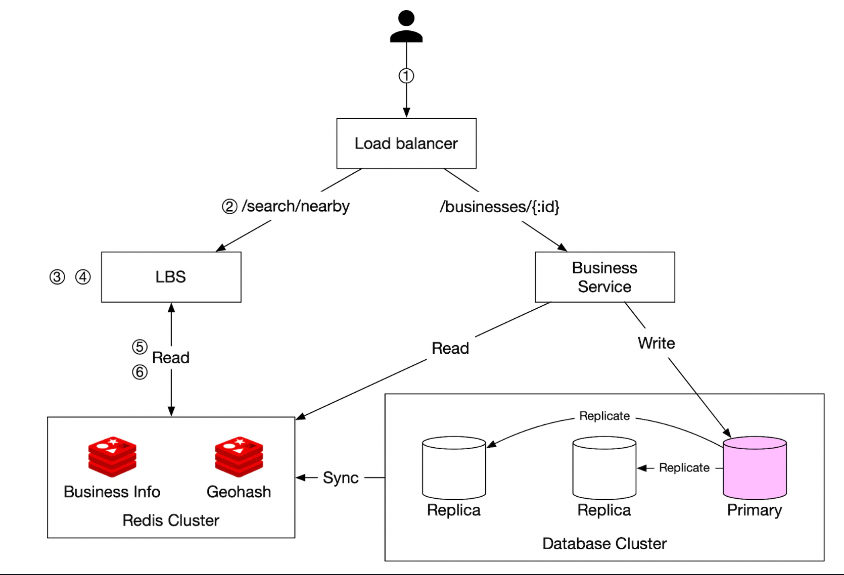 ①
Load balancer
② /search/nearby
/businesses/{:id}
③ ④
LBS
Business
Service
⑤
Read
⑥
Read
Write
Replicate
Replicate
Business Info
Geohash
Redis Cluster
Sync
Replica
Replica
Primary
Database Cluster